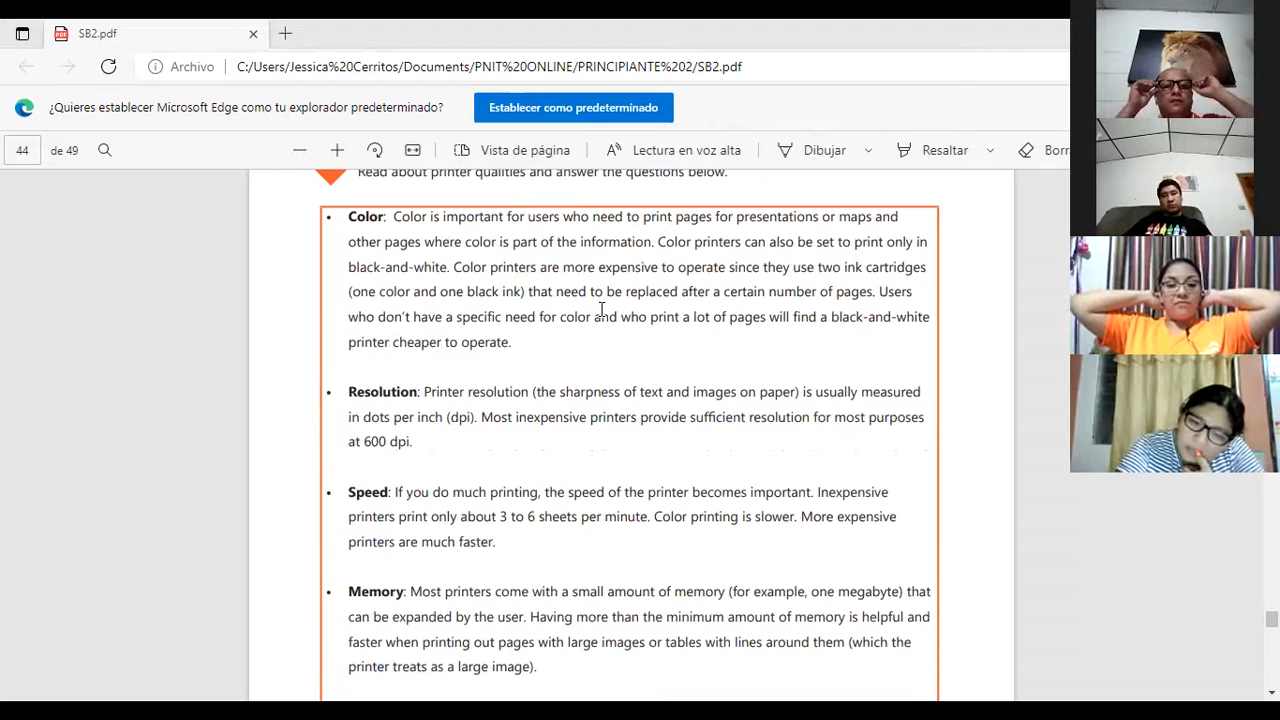 SB2.pdf
Archivo C:/Users/Jessica%20Cerritos/Documents/PNIT%20ONLINE/PRINCIPIANTE%202/SB2.pdf
¿Quieres establecer Microsoft Edge como tu explorador predeterminado? Establecer como predeterminado
44 de 49 Vista de página Lectura en voz alta Dibujar Resaltar Borr
Read about printer qualities and answer the questions below.
• Color: Color is important for users who need to print pages for presentations or maps and
other pages where color is part of the information. Color printers can also be set to print only in
black-and-white. Color printers are more expensive to operate since they use two ink cartridges
(one color and one black ink) that need to be replaced after a certain number of pages. Users
who don't have a specific need for color and who print a lot of pages will find a black-and-white
printer cheaper to operate.
• Resolution: Printer resolution (the sharpness of text and images on paper) is usually measured
in dots per inch (dpi). Most inexpensive printers provide sufficient resolution for most purposes
at 600 dpi.
• Speed: If you do much printing, the speed of the printer becomes important. Inexpensive
printers print only about 3 to 6 sheets per minute. Color printing is slower. More expensive
printers are much faster.
• Memory: Most printers come with a small amount of memory (for example, one megabyte) that
can be expanded by the user. Having more than the minimum amount of memory is helpful and
faster when printing out pages with large images or tables with lines around them (which the
printer treats as a large image).